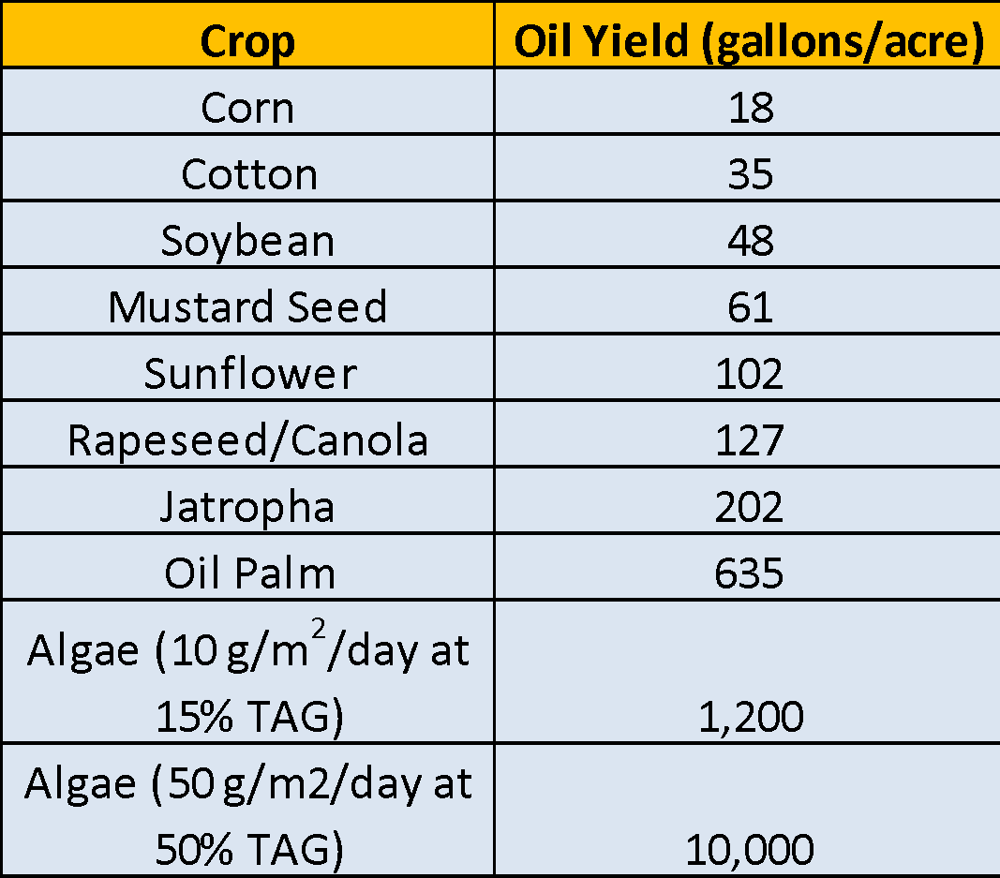 Crop Oil Yield (gallons/acre)
Corn 18
Cotton 35
Soybean 48
Mustard Seed 61
Sunflower 102
Rapeseed/Canola 127
Jatropha 202
Oil Palm 635
Algae (10 g/m²/day at
15% TAG) 1,200
Algae (50 g/m2/day at
50% TAG) 10,000